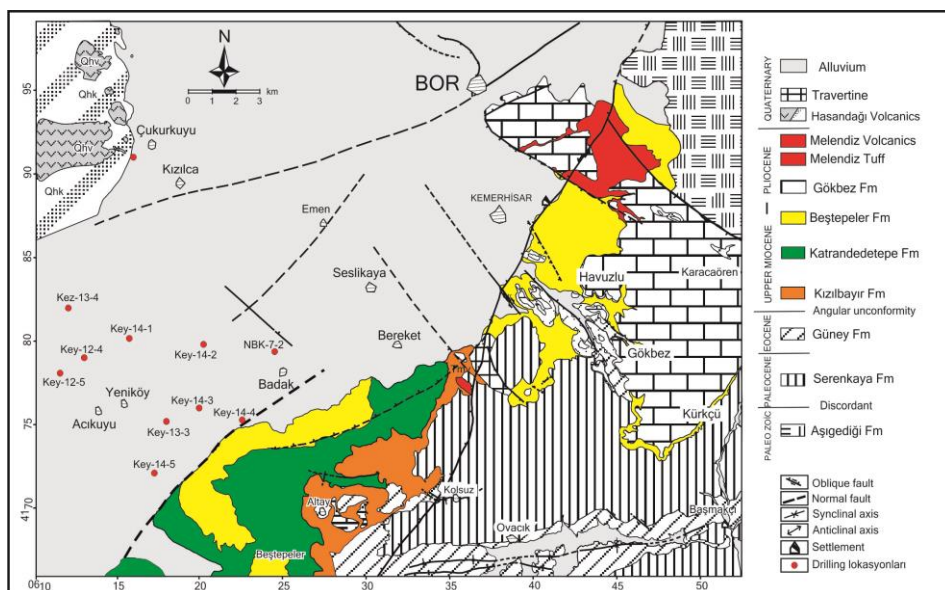 Qhv
Qhk
Qhv
Qhk
Çukurkuyu
Kızılca
N
0 1 2 3 km
BOR
Emen
KEMERHİSAR
Seslikaya
Havuzlu
Karacaören
Kez-13-4
Key-14-1
Key-12-4
Key-14-2
NBK-7-2
Bereket
Gökbez
Key-12-5
Yeniköy
Badak
Acıkuyu
Key-14-3
Key-14-4
Key-13-3
Kürkçü
Key-14-5
Altay
Kolsuz
Ovacık
Başmakçı
Beştepeler
95
90
85
80
75
4170
06 10 15 20 25 30 35 40 45 50
QUATERNARY
Alluvium
Travertine
Hasandağı Volcanics
PLIOCENE
Melendiz Volcanics
Melendiz Tuff
Gökbez Fm
UPPER MIOCENE
Beştepeler Fm
Katrandedetepe Fm
Kızılbayır Fm
Angular unconformity
EOCENE
Güney Fm
PALEOCENE
Serenkaya Fm
Discordant
PALEO ZOİC
Aşıgediği Fm
Oblique fault
Normal fault
Synclinal axis
Anticlinal axis
Settlement
Drilling lokasyonları